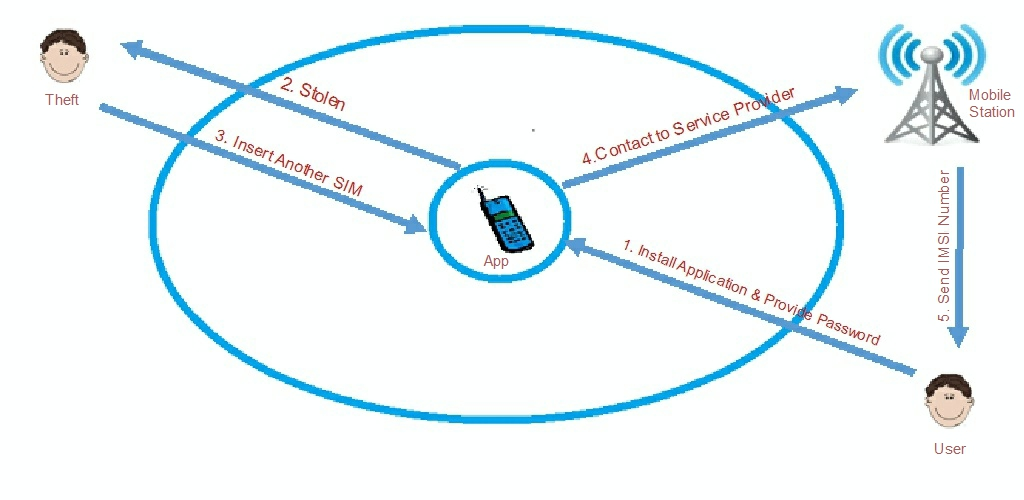 Theft
2. Stolen
3. Insert Another SIM
4.Contact to Service Provider
Mobile
Station
App
1. Install Application & Provide Password
5. Send IMSI Number
User